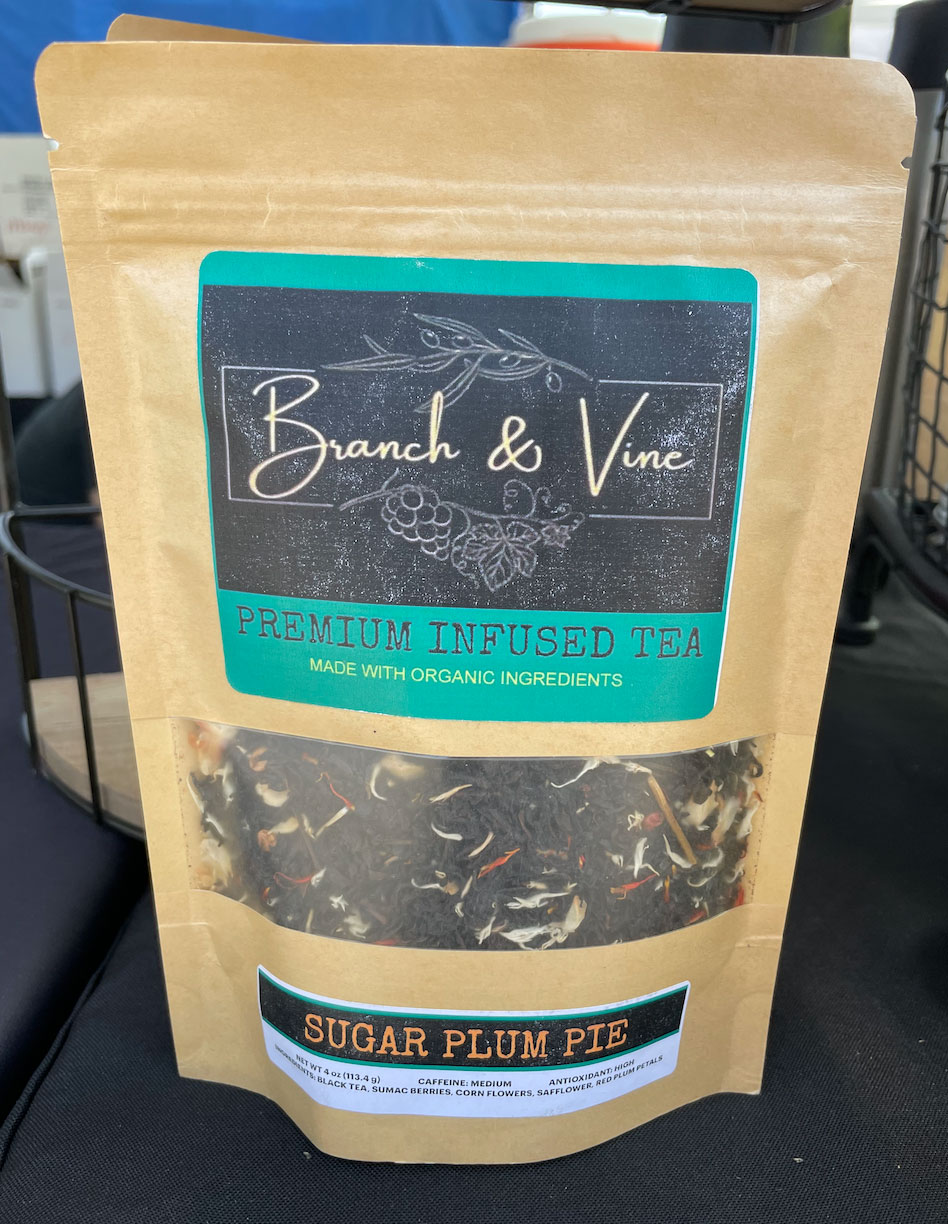 Branch & Vine
PREMIUM INFUSED TEA
MADE WITH ORGANIC INGREDIENTS
SUGAR PLUM PIE
NET WT 4 oz (113.4 g) CAFFEINE: MEDIUM ANTIOXIDANT: HIGH
INGREDIENTS: BLACK TEA, SUMAC BERRIES, CORN FLOWERS, SAFFLOWER, RED PLUM PETALS